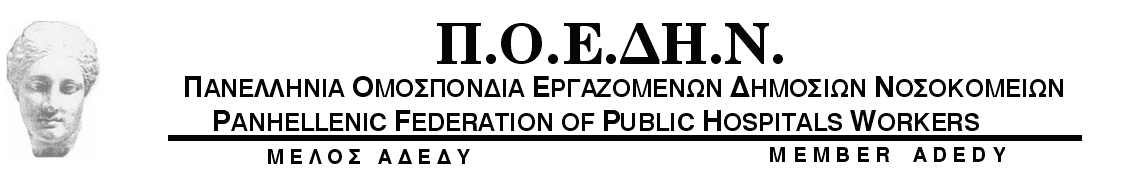 Π.Ο.Ε.ΔΗ.Ν.
ΠΑΝΕΛΛΗΝΙΑ ΟΜΟΣΠΟΝΔΙΑ ΕΡΓΑΖΟΜΕΝΩΝ ΔΗΜΟΣΙΩΝ ΝΟΣΟΚΟΜΕΙΩΝ
PANHELLENIC FEDERATION OF PUBLIC HOSPITALS WORKERS
ΜΕΛΟΣ ΑΔΕΔΥ MEMBER ADEDY